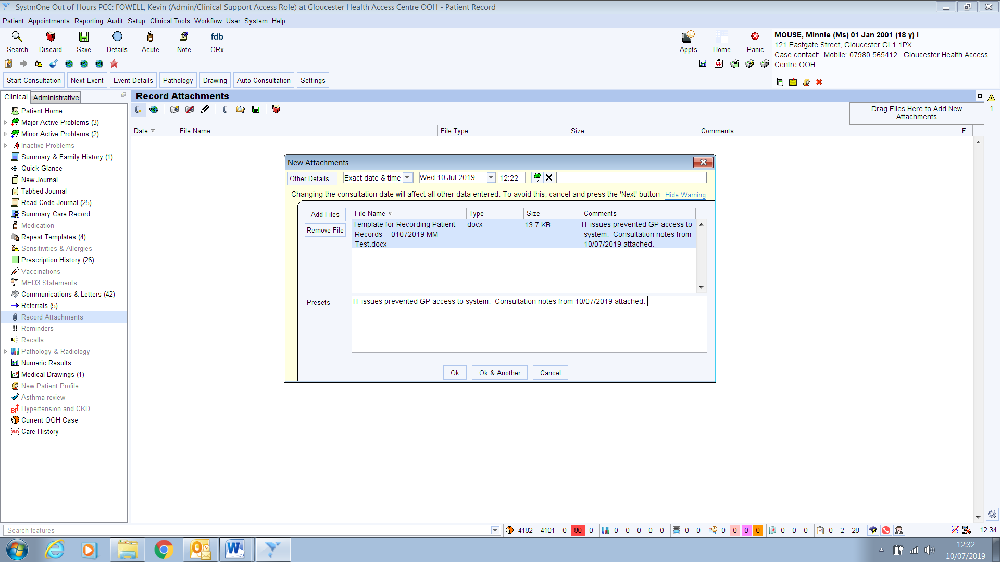 SystmOne Out of Hours PCC: FOWELL, Kevin (Admin/Clinical Support Access Role) at Gloucester Health Access Centre OOH - Patient Record
Patient Appointments Reporting Audit Setup Clinical Tools Workflow User System Help
Search Discard Save Details Acute Note fdb ORx
Appts Home Panic
MOUSE, Minnie (Ms) 01 Jan 2001 (18 y) I
121 Eastgate Street, Gloucester GL1 1PX
Case contact: Mobile: 07980 565412 Gloucester Health Access
Centre OOH
URL URL URL
GP
Start Consultation Next Event Event Details Pathology Drawing Auto-Consultation Settings
Clinical Administrative
Patient Home
Major Active Problems (3)
Minor Active Problems (2)
Inactive Problems
Summary & Family History (1)
Quick Glance
New Journal
Tabbed Journal
Read Code Journal (25)
Summary Care Record
Medication
Repeat Templates (4)
Sensitivities & Allergies
Prescription History (26)
Vaccinations
MED3 Statements
Communications & Letters (42)
Referrals (5)
Record Attachments
Reminders
Recalls
Pathology & Radiology
Numeric Results
Medical Drawings (1)
New Patient Profile
Asthma review
BP Hypertension and CKD.
Current OOH Case
GMS Care History
Record Attachments
URL
Drag Files Here to Add New
Attachments
1
Date File Name File Type Size Comments F...
New Attachments
Other Details... Exact date & time Wed 10 Jul 2019 12:22
Changing the consultation date will affect all other data entered. To avoid this, cancel and press the 'Next' button Hide Warning
Add Files
Remove File
File Name Type Size Comments
Template for Recording Patient docx 13.7 KB IT issues prevented GP access to
Records - 01072019 MM system. Consultation notes from
Test.docx 10/07/2019 attached.
Presets IT issues prevented GP access to system. Consultation notes from 10/07/2019 attached.
Ok Ok & Another Cancel
Search features
4182 4101 0 80 0 0 0 0 0 0 0 0 0 0 0 0 0 0 0 0 2 28 12:34
12:32
10/07/2019